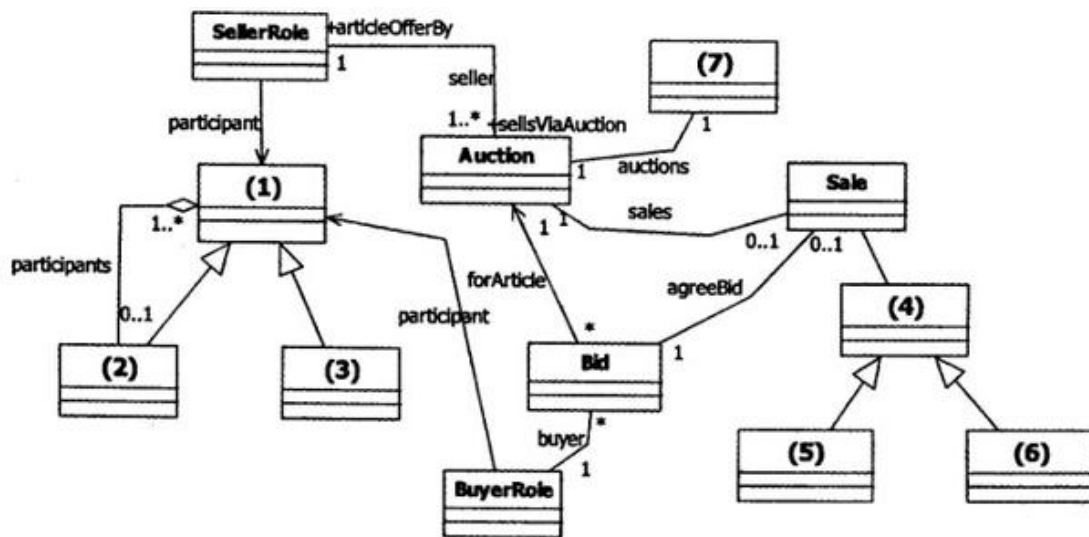 SellerRole
+articleOfferBy
1
seller
(7)
participant
1..*
+sellsViaAuction
1
Auction
1
auctions
Sale
(1)
1..*
1
1
sales
0..1
0..1
participants
forArticle
agreeBid
(4)
0..1
participant
*
(2)
(3)
Bid
1
*
buyer
1
(5)
(6)
BuyerRole